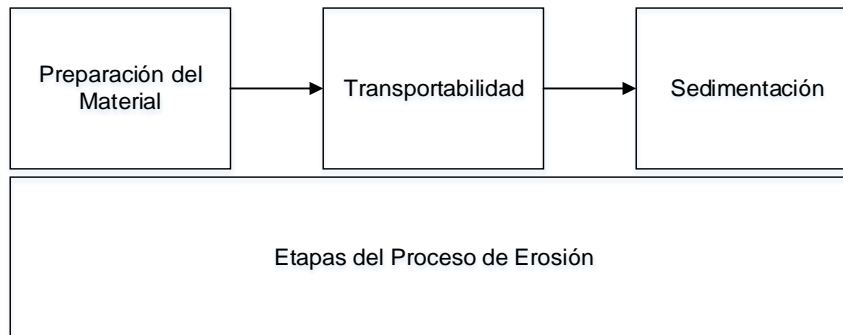 Preparación del
Material
Transportabilidad
Sedimentación
Etapas del Proceso de Erosión